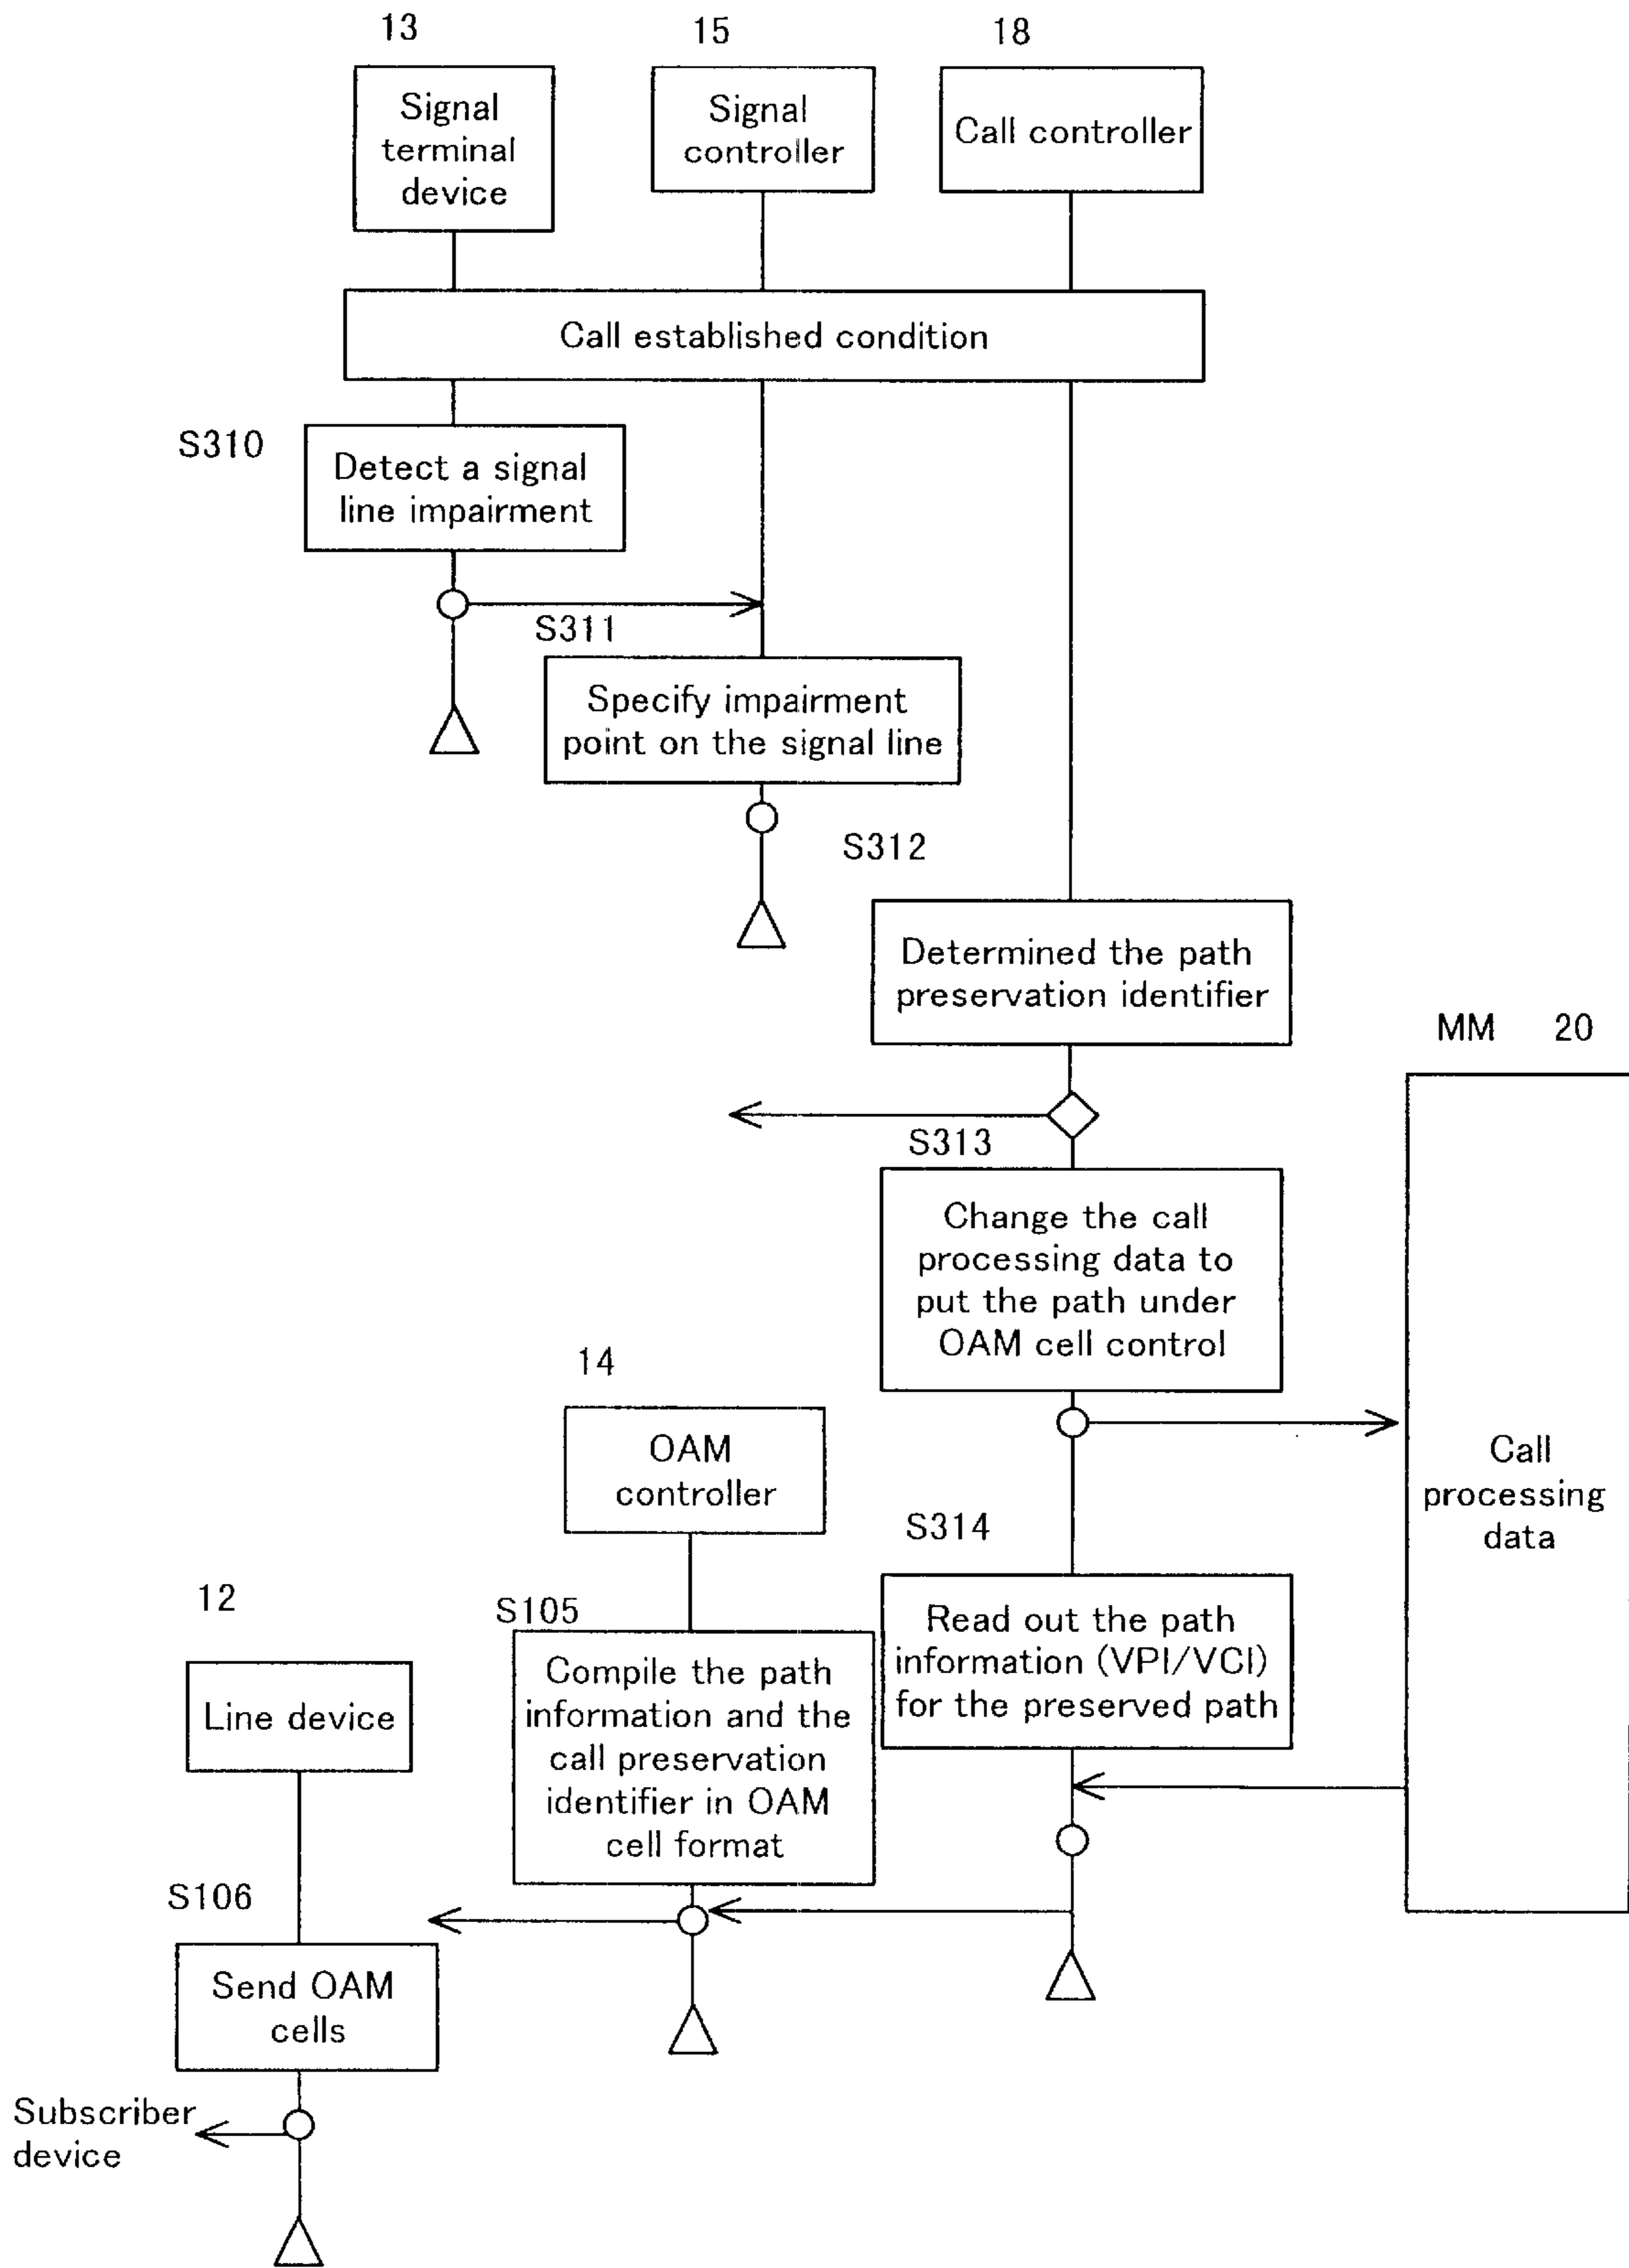 13
15
18
Signal
terminal
device
Signal
controller
Call controller
Call established condition
S310
Detect a signal
line impairment
S311
Specify impairment
point on the signal line
S312
Determined the path
preservation identifier
MM 20
S313
Change the call
processing data to
put the path under
OAM cell control
14
OAM
controller
Call
processing
data
S314
12
S105
Read out the path
information (VPI/VCI)
for the preserved path
Line device
Compile the path
information and the
call preservation
identifier in OAM
cell format
S106
Send OAM
cells
Subscriber
device